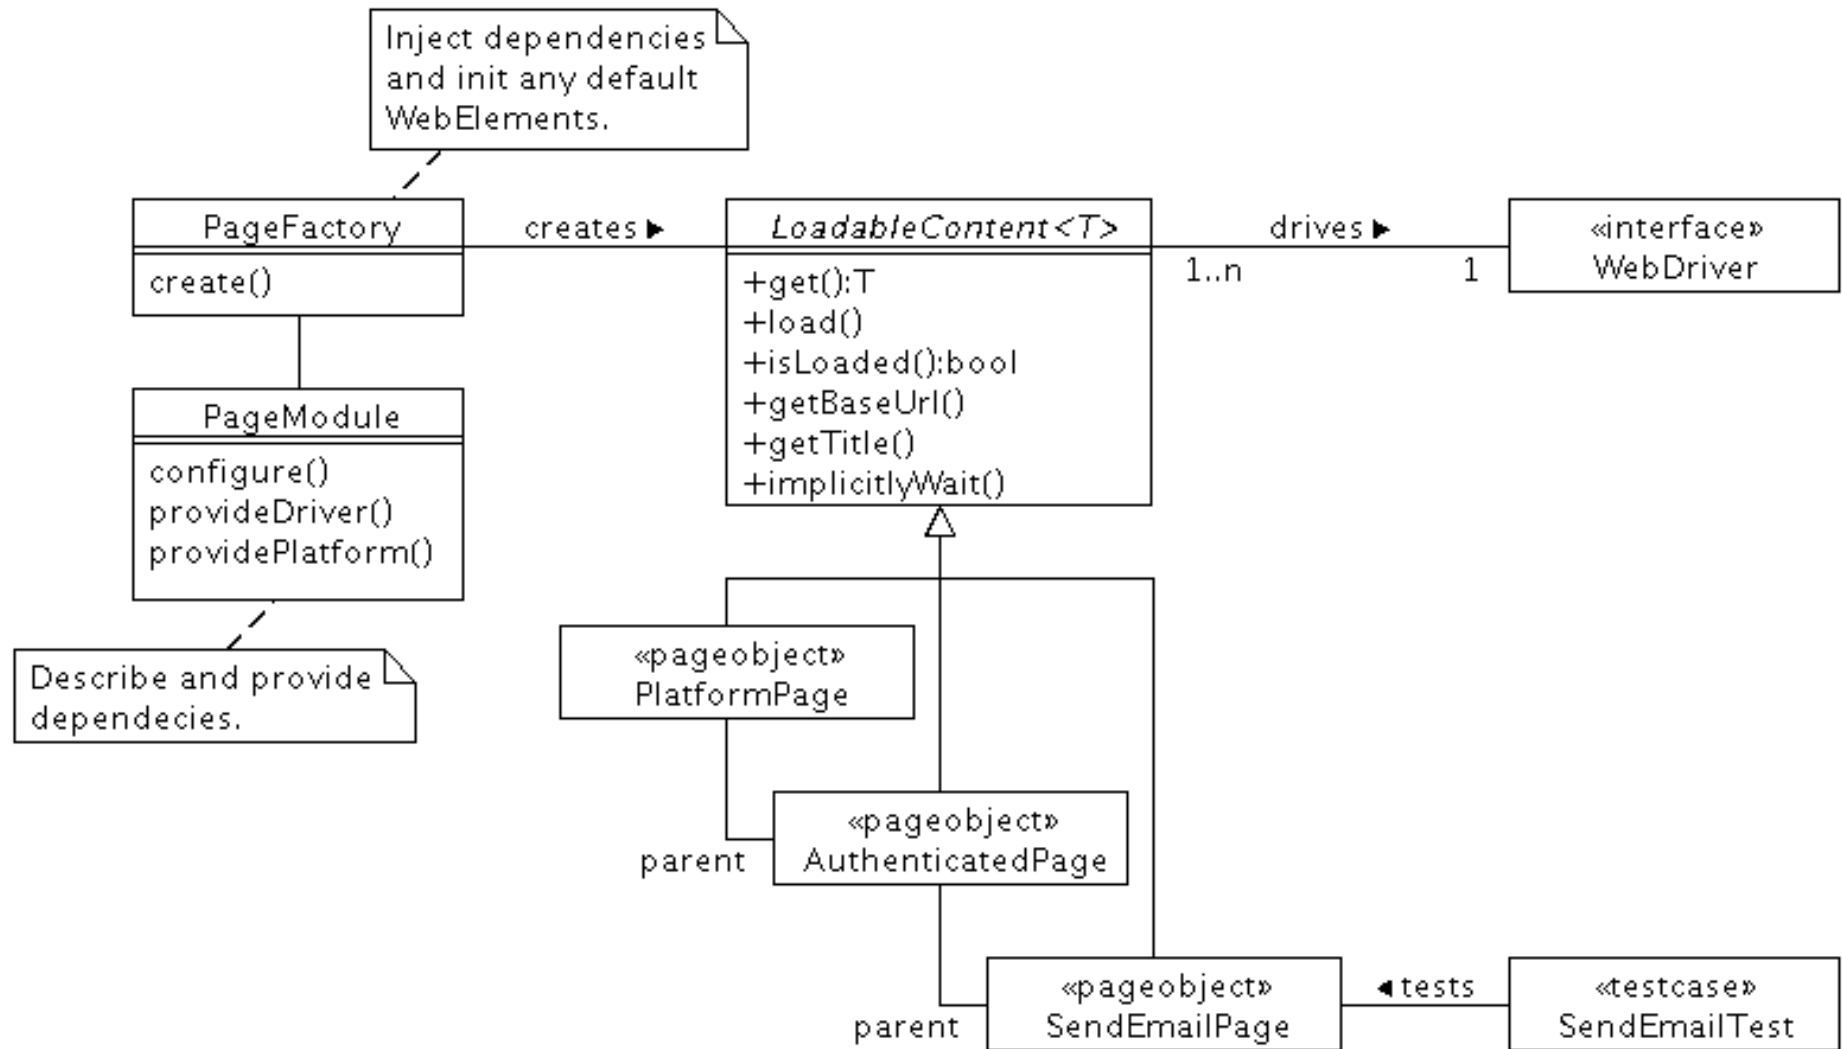 Inject dependencies
and init any default
WebElements.
PageFactory
create()
creates ▶
LoadableContent<T>
+get():T
+load()
+isLoaded():bool
+getBaseUrl()
+getTitle()
+implicitlyWait()
drives ▶
1..n
1
«interface»
WebDriver
PageModule
configure()
provideDriver()
providePlatform()
Describe and provide
dependecies.
«pageobject»
PlatformPage
parent
«pageobject»
AuthenticatedPage
parent
«pageobject»
SendEmailPage
◀ tests
«testcase»
SendEmailTest